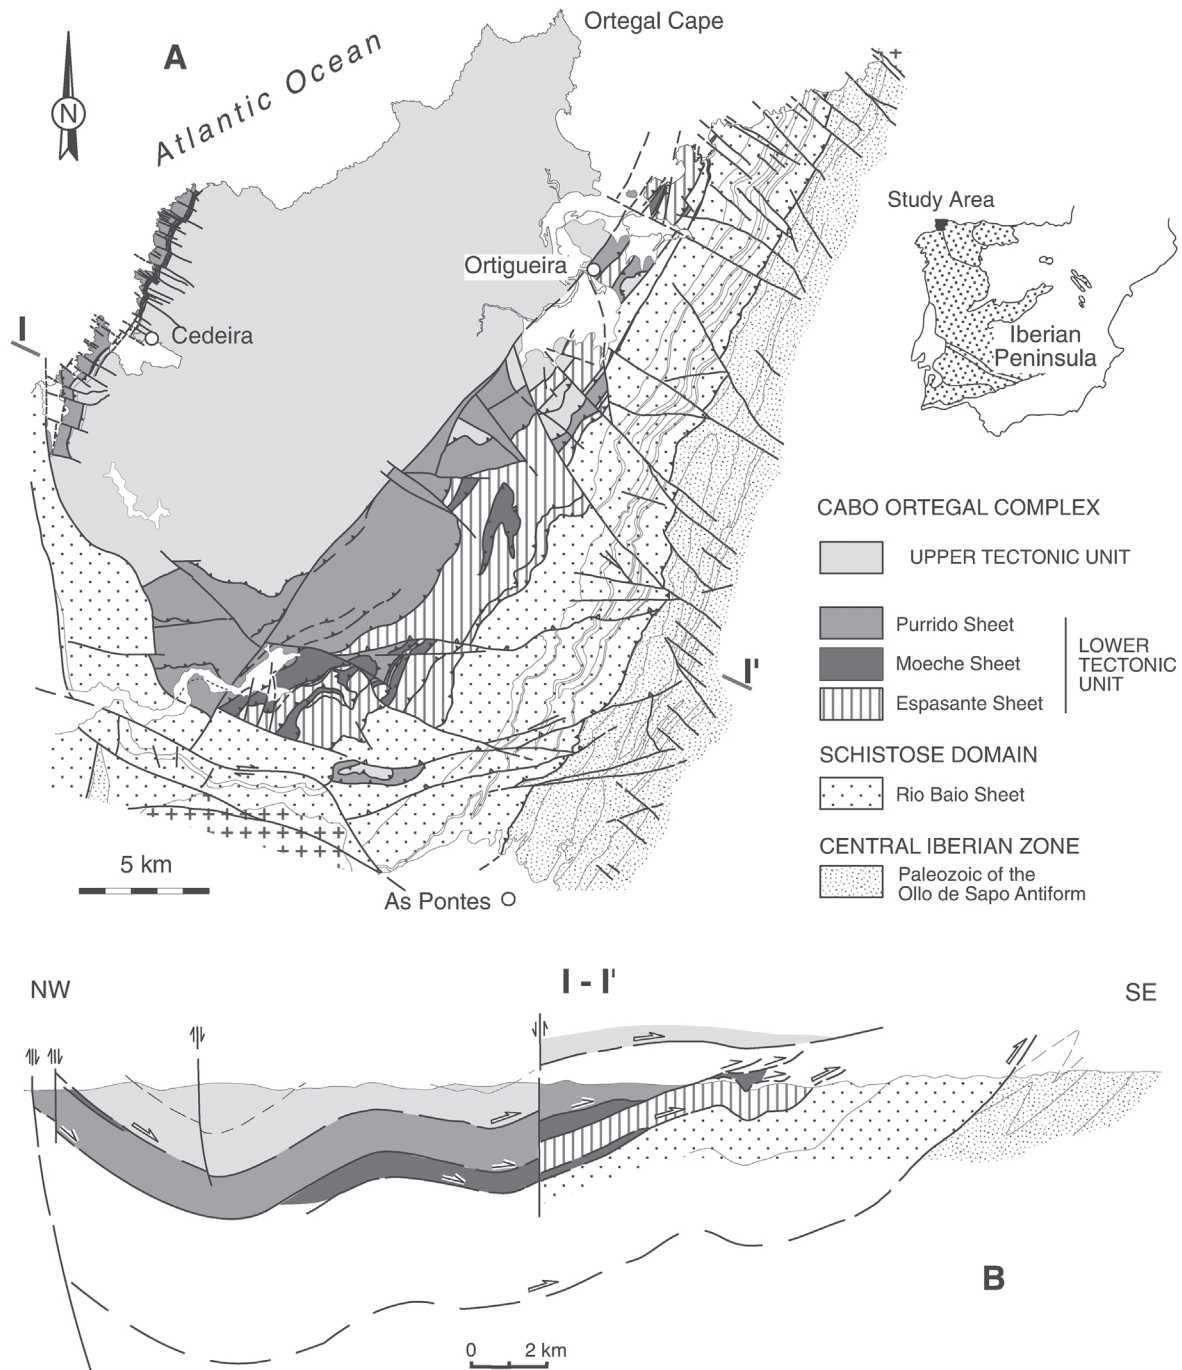 Ortegal Cape
A
Atlantic Ocean
N
Study Area
Ortigueira
I
Cedeira
Iberian
Peninsula
CABO ORTEGAL COMPLEX
UPPER TECTONIC UNIT
Purrido Sheet
Moeche Sheet
Espasante Sheet
LOWER
TECTONIC
UNIT
I'
SCHISTOSE DOMAIN
Rio Baio Sheet
CENTRAL IBERIAN ZONE
Paleozoic of the
Ollo de Sapo Antiform
5 km
As Pontes
I - I'
NW
SE
B
0 2 km